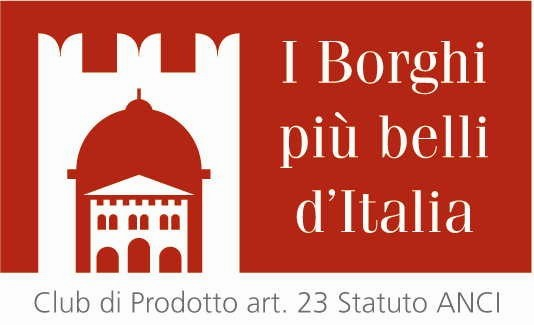 I Borghi
più belli
d'Italia
Club di Prodotto art. 23 Statuto ANCI